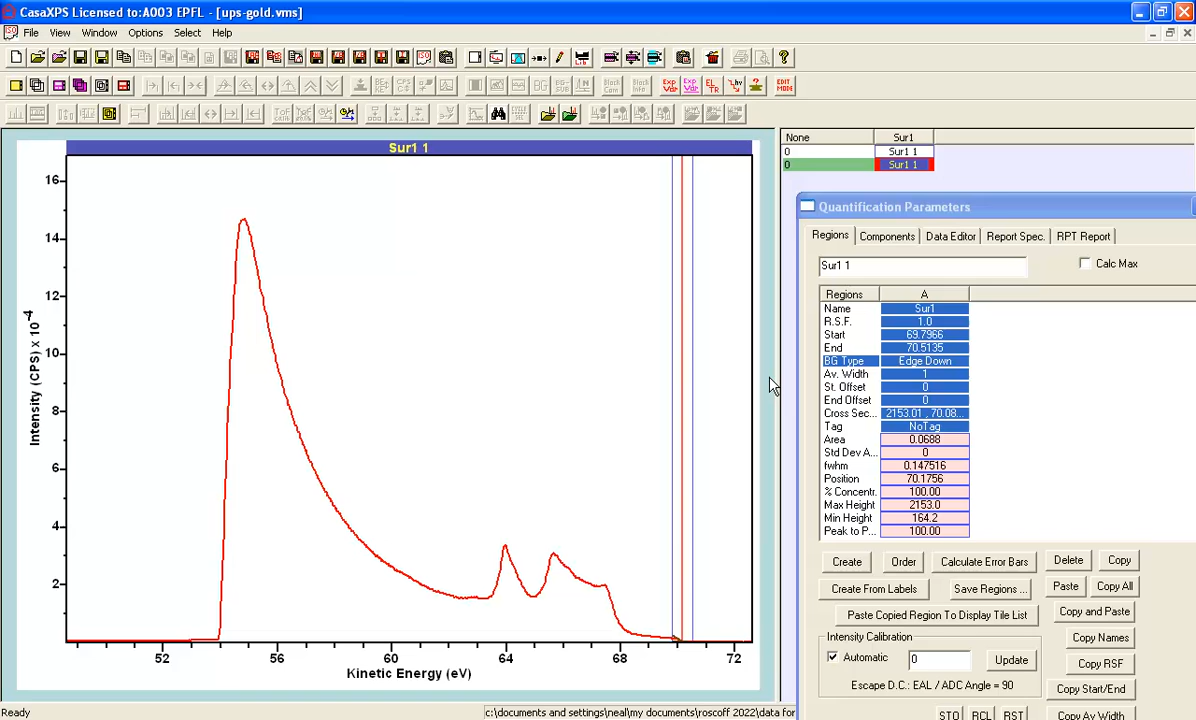 CasaXPS Licensed to:A003 EPFL - [ups-gold.vms]
File View Window Options Select Help
Sur1 1
16
14
12
10
8
6
4
2
52 56 60 64 68 72
Intensity (CPS) x 10^-4
Kinetic Energy (eV)
None Sur1
0 Sur1 1
0 Sur1 1
Quantification Parameters
Regions Components Data Editor Report Spec. RPT Report
Sur1 1
Calc Max
Regions A
Name Sur1
R.S.F. 1.0
Start 69.7966
End 70.5135
BG Type Edge Down
Av. Width 1
St. Offset 0
End Offset 0
Cross Sec... 2153.01 , 70.08...
Tag NoTag
Area 0.0688
Std Dev A... 0
fwhm 0.147516
Position 70.1756
% Concentr. 100.00
Max Height 2153.0
Min Height 164.2
Peak to P... 100.00
Create Order Calculate Error Bars Delete Copy
Create From Labels Save Regions ... Paste Copy All
Paste Copied Region To Display Tile List Copy and Paste
Intensity Calibration Copy Names
Automatic 0 Update Copy RSF
Escape D.C.: EAL / ADC Angle = 90 Copy Start/End
STO RCL RST Copy Av Width
Ready c:\documents and settings\neal\my documents\roscoff 2022\data for